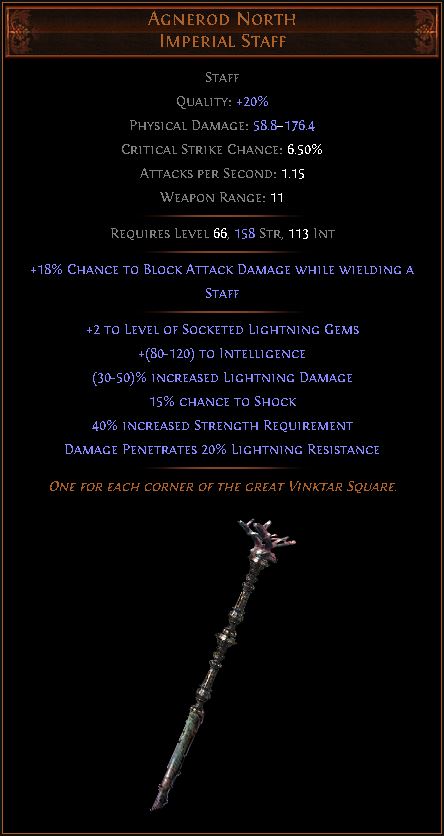 Agnerod North
Imperial Staff
Staff
Quality: +20%
Physical Damage: 58.8–176.4
Critical Strike Chance: 6.50%
Attacks per Second: 1.15
Weapon Range: 11
Requires Level 66, 158 Str, 113 Int
+18% Chance to Block Attack Damage while wielding a
Staff
+2 to Level of Socketed Lightning Gems
+(80-120) to Intelligence
(30-50)% increased Lightning Damage
15% chance to Shock
40% increased Strength Requirement
Damage Penetrates 20% Lightning Resistance
One for each corner of the great Vinktar Square.